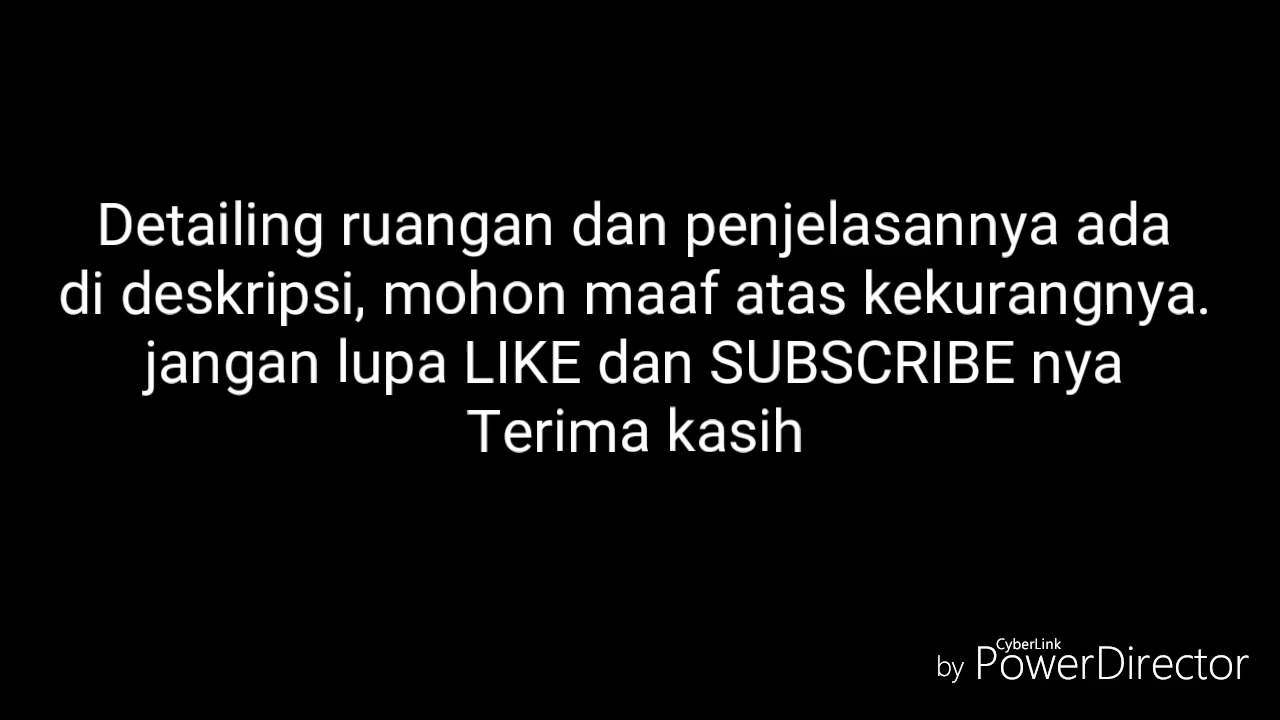 Detailing ruangan dan penjelasannya ada
di deskripsi, mohon maaf atas kekurangnya.
jangan lupa LIKE dan SUBSCRIBE nya
Terima kasih
CyberLink
by PowerDirector